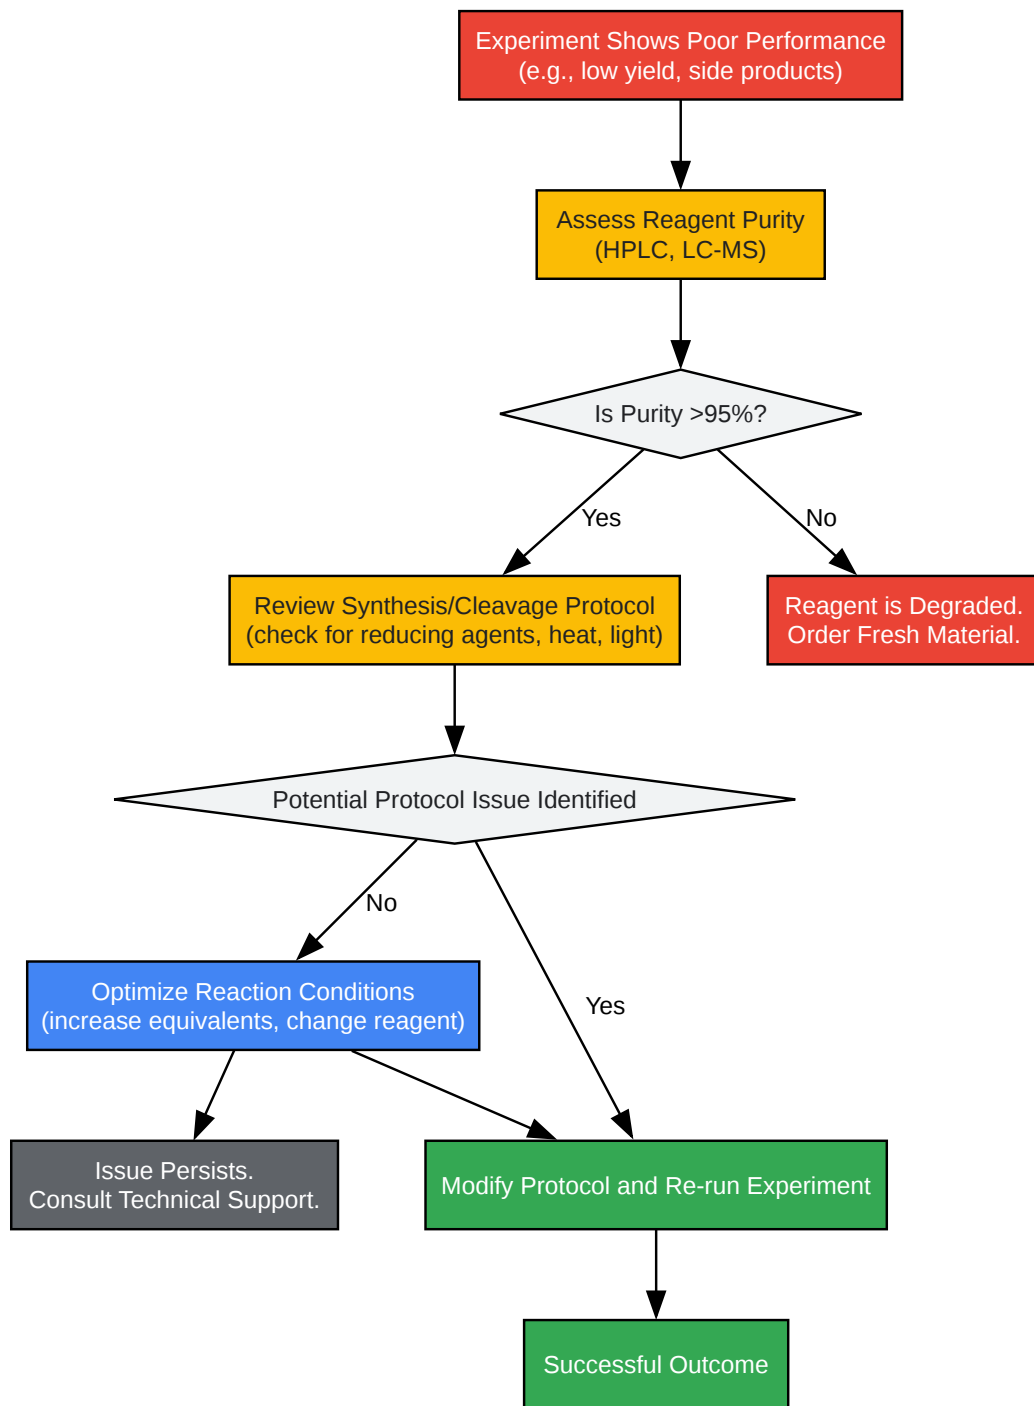 Experiment Shows Poor Performance
(e.g., low yield, side products)
Assess Reagent Purity
(HPLC, LC-MS)
Is Purity >95%?
Yes
No
Review Synthesis/Cleavage Protocol
(check for reducing agents, heat, light)
Reagent is Degraded.
Order Fresh Material.
Potential Protocol Issue Identified
No
Optimize Reaction Conditions
(increase equivalents, change reagent)
Yes
Issue Persists.
Consult Technical Support.
Modify Protocol and Re-run Experiment
Successful Outcome